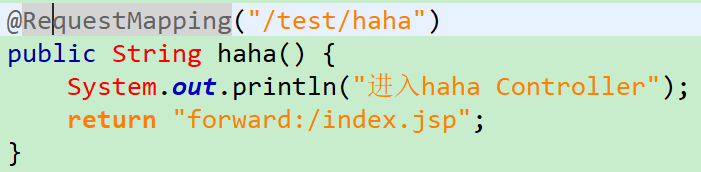 @RequestMapping("/test/haha")
public String haha() {
    System.out.println("进入haha Controller");
    return "forward:/index.jsp";
}